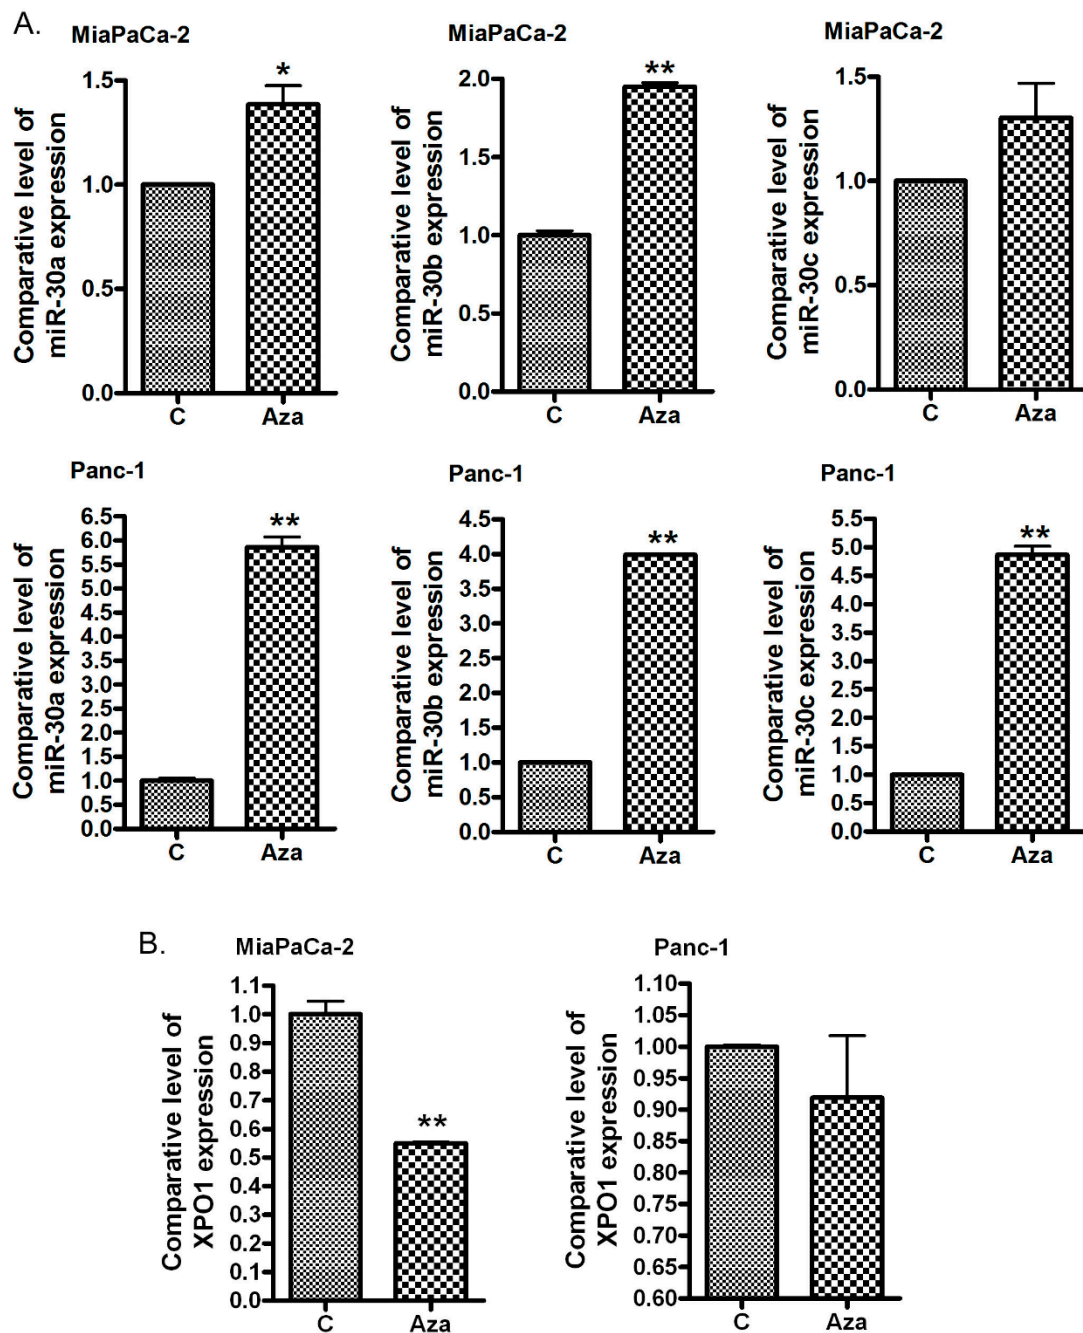 A.
MiaPaCa-2
Comparative level of
miR-30a expression
1.5
1.0
0.5
0.0
*
C Aza
MiaPaCa-2
Comparative level of
miR-30b expression
2.0
1.5
1.0
0.5
0.0
**
C Aza
MiaPaCa-2
Comparative level of
miR-30c expression
1.5
1.0
0.5
0.0
C Aza
Panc-1
Comparative level of
miR-30a expression
6.5
6.0
5.5
5.0
4.5
4.0
3.5
3.0
2.5
2.0
1.5
1.0
0.5
0.0
**
C Aza
Panc-1
Comparative level of
miR-30b expression
4.5
4.0
3.5
3.0
2.5
2.0
1.5
1.0
0.5
0.0
**
C Aza
Panc-1
Comparative level of
miR-30c expression
5.5
5.0
4.5
4.0
3.5
3.0
2.5
2.0
1.5
1.0
0.5
0.0
**
C Aza
B.
MiaPaCa-2
Comparative level of
XPO1 expression
1.1
1.0
0.9
0.8
0.7
0.6
0.5
0.4
0.3
0.2
0.1
0.0
**
C Aza
Panc-1
Comparative level of
XPO1 expression
1.10
1.05
1.00
0.95
0.90
0.85
0.80
0.75
0.70
0.65
0.60
C Aza